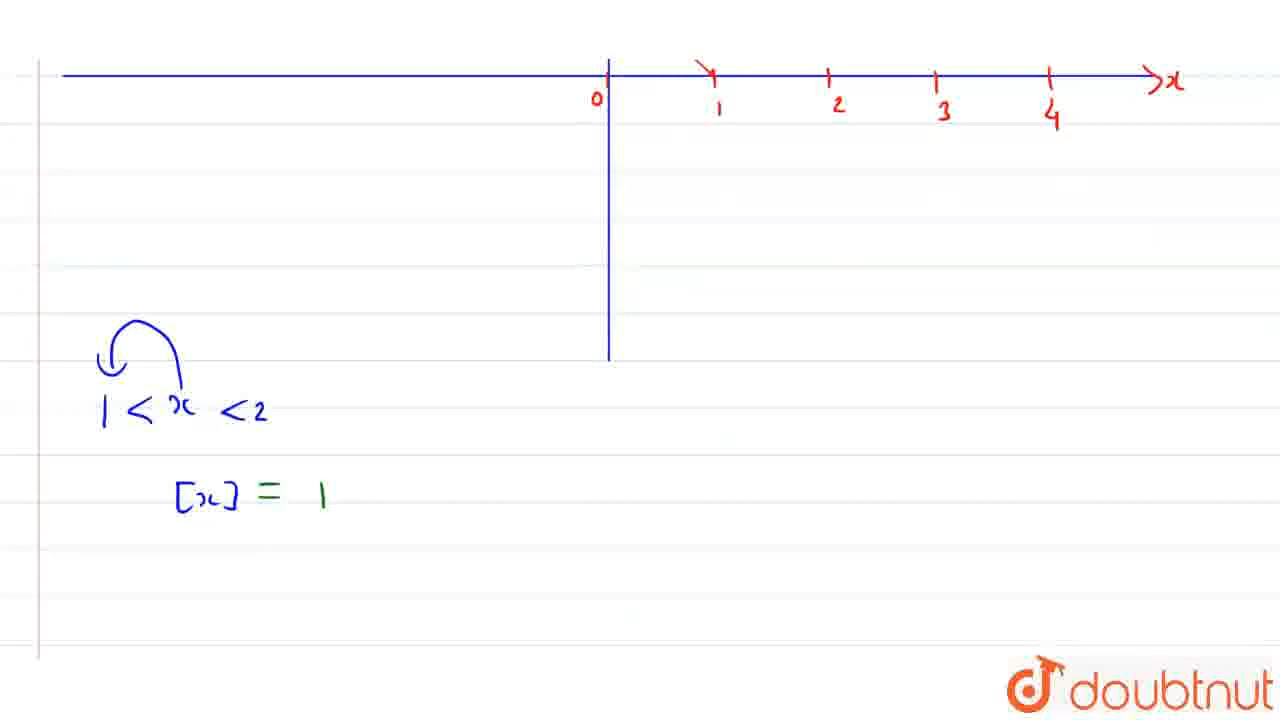 0 1 2 3 4 x
1 < x < 2
[x] = 1
doubtnut